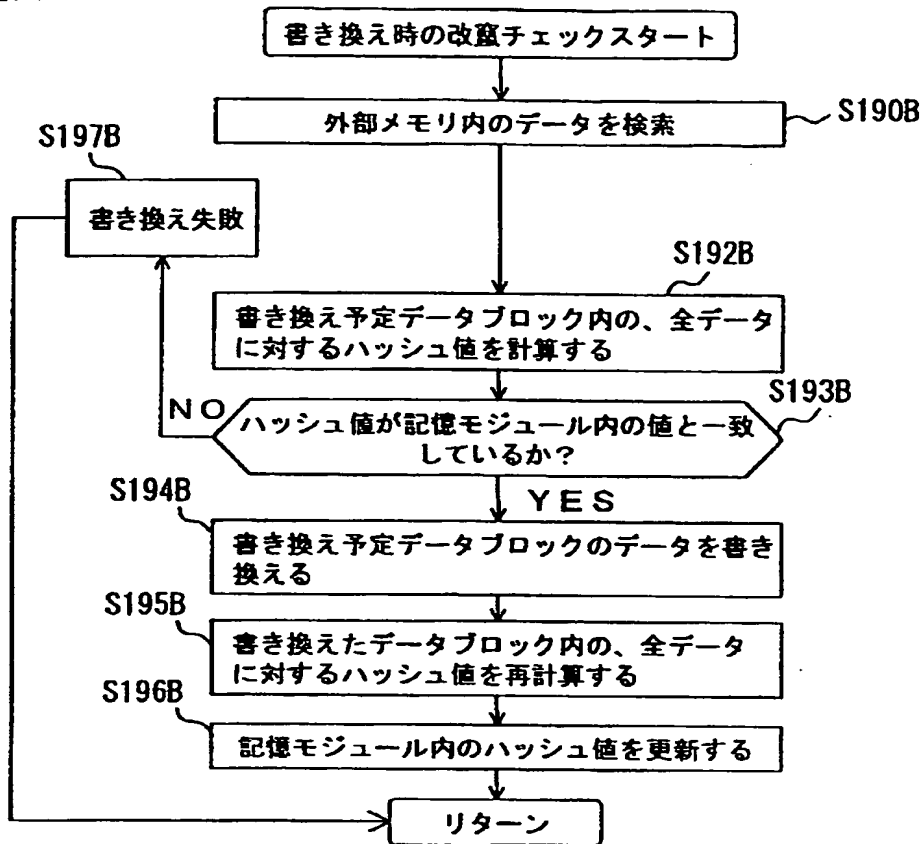 書き換え時の改竄チェックスタート
外部メモリ内のデータを検索
S190B
S197B
書き換え失敗
S192B
書き換え予定データブロック内の、全データ
に対するハッシュ値を計算する
NO
S193B
ハッシュ値が記憶モジュール内の値と一致
しているか？
YES
S194B
書き換え予定データブロックのデータを書き
換える
S195B
書き換えたデータブロック内の、全データ
に対するハッシュ値を再計算する
S196B
記憶モジュール内のハッシュ値を更新する
リターン